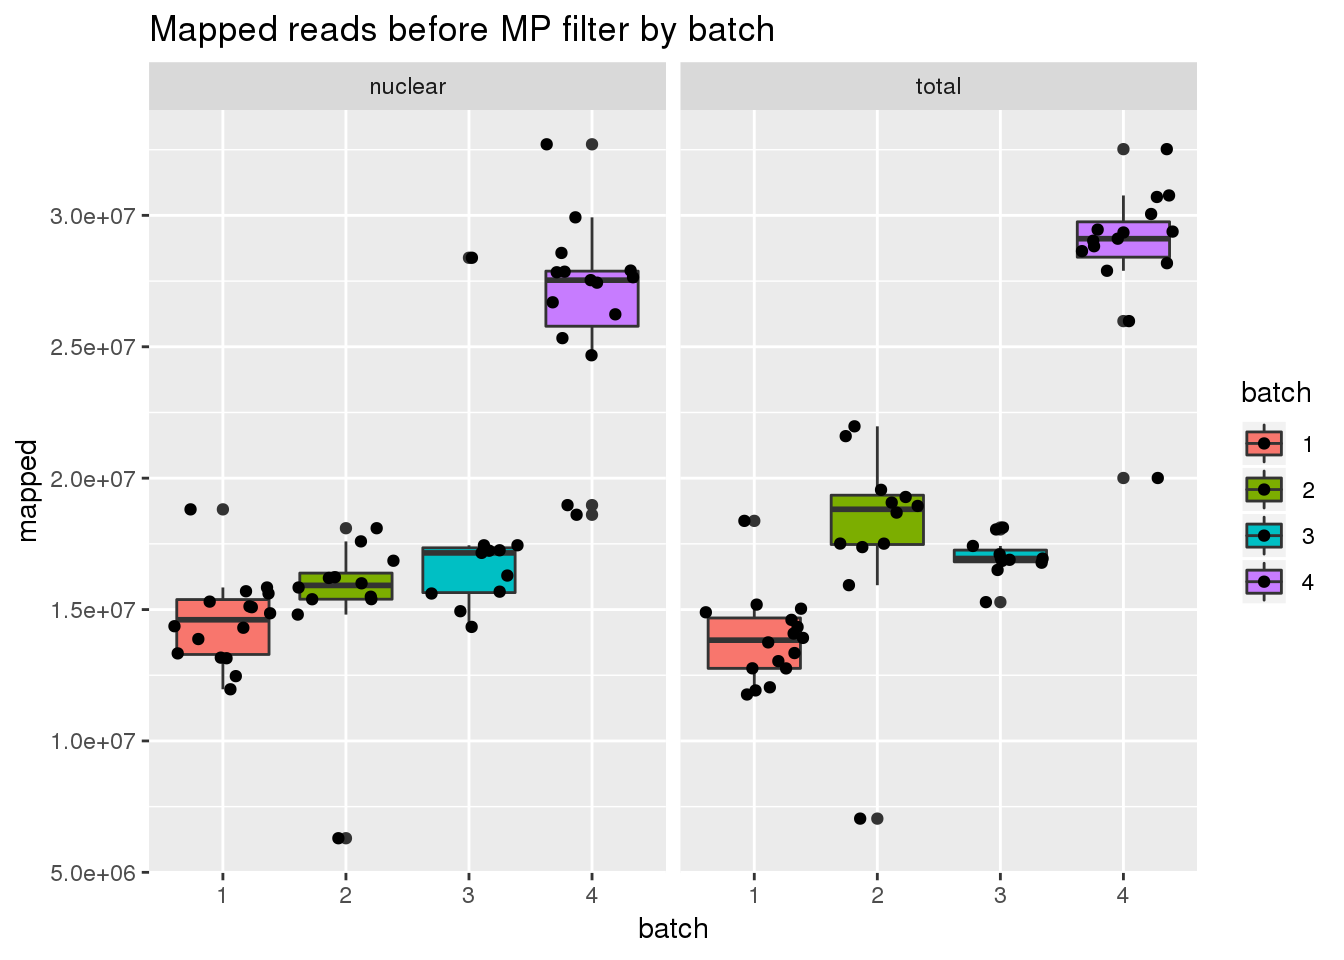 Mapped reads before MP filter by batch
nuclear
total
3.0e+07
2.5e+07
2.0e+07
1.5e+07
1.0e+07
5.0e+06
mapped
1 2 3 4
1 2 3 4
batch
batch
1
2
3
4